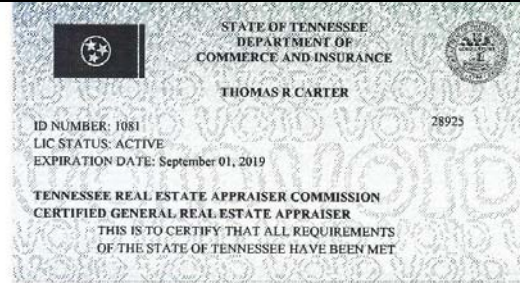 STATE OF TENNESSEE
DEPARTMENT OF
COMMERCE AND INSURANCE
THOMAS R CARTER
28925
ID NUMBER: 1081
LIC STATUS: ACTIVE
EXPIRATION DATE: September 01, 2019
TENNESSEE REAL ESTATE APPRAISER COMMISSION
CERTIFIED GENERAL REAL ESTATE APPRAISER
THIS IS TO CERTIFY THAT ALL REQUIREMENTS
OF THE STATE OF TENNESSEE HAVE BEEN MET
VOID